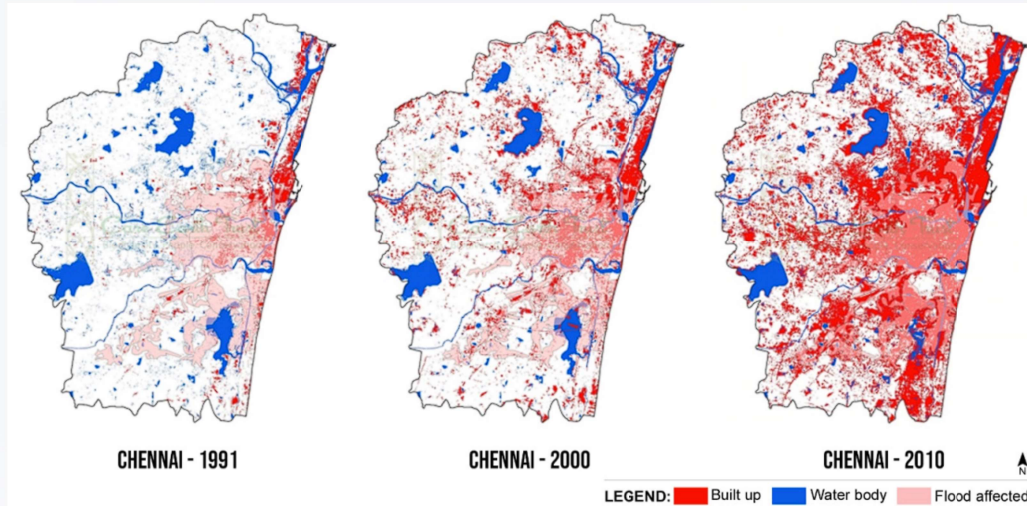 CHENNAI - 1991
CHENNAI - 2000
CHENNAI - 2010
N
LEGEND: Built up Water body Flood affected